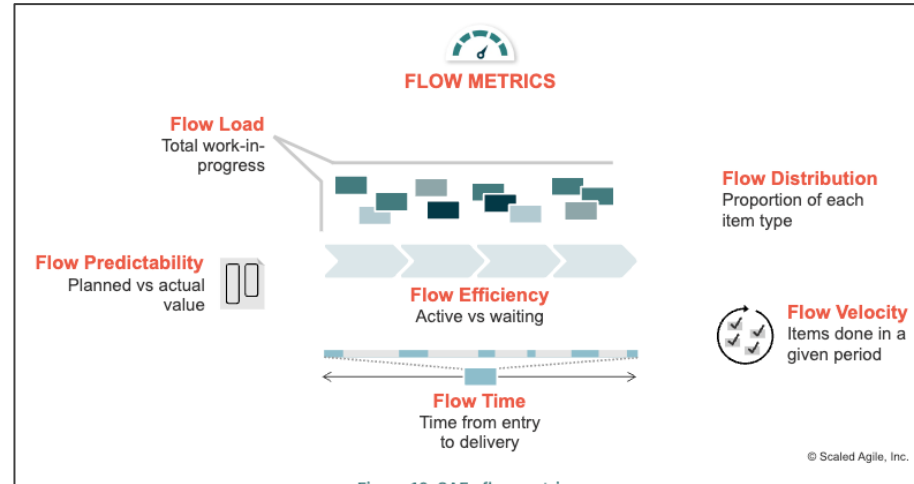 FLOW METRICS
Flow Load
Total work-in-
progress
Flow Distribution
Proportion of each
item type
Flow Predictability
Planned vs actual
value
Flow Efficiency
Active vs waiting
Flow Velocity
Items done in a
given period
Flow Time
Time from entry
to delivery
© Scaled Agile, Inc.